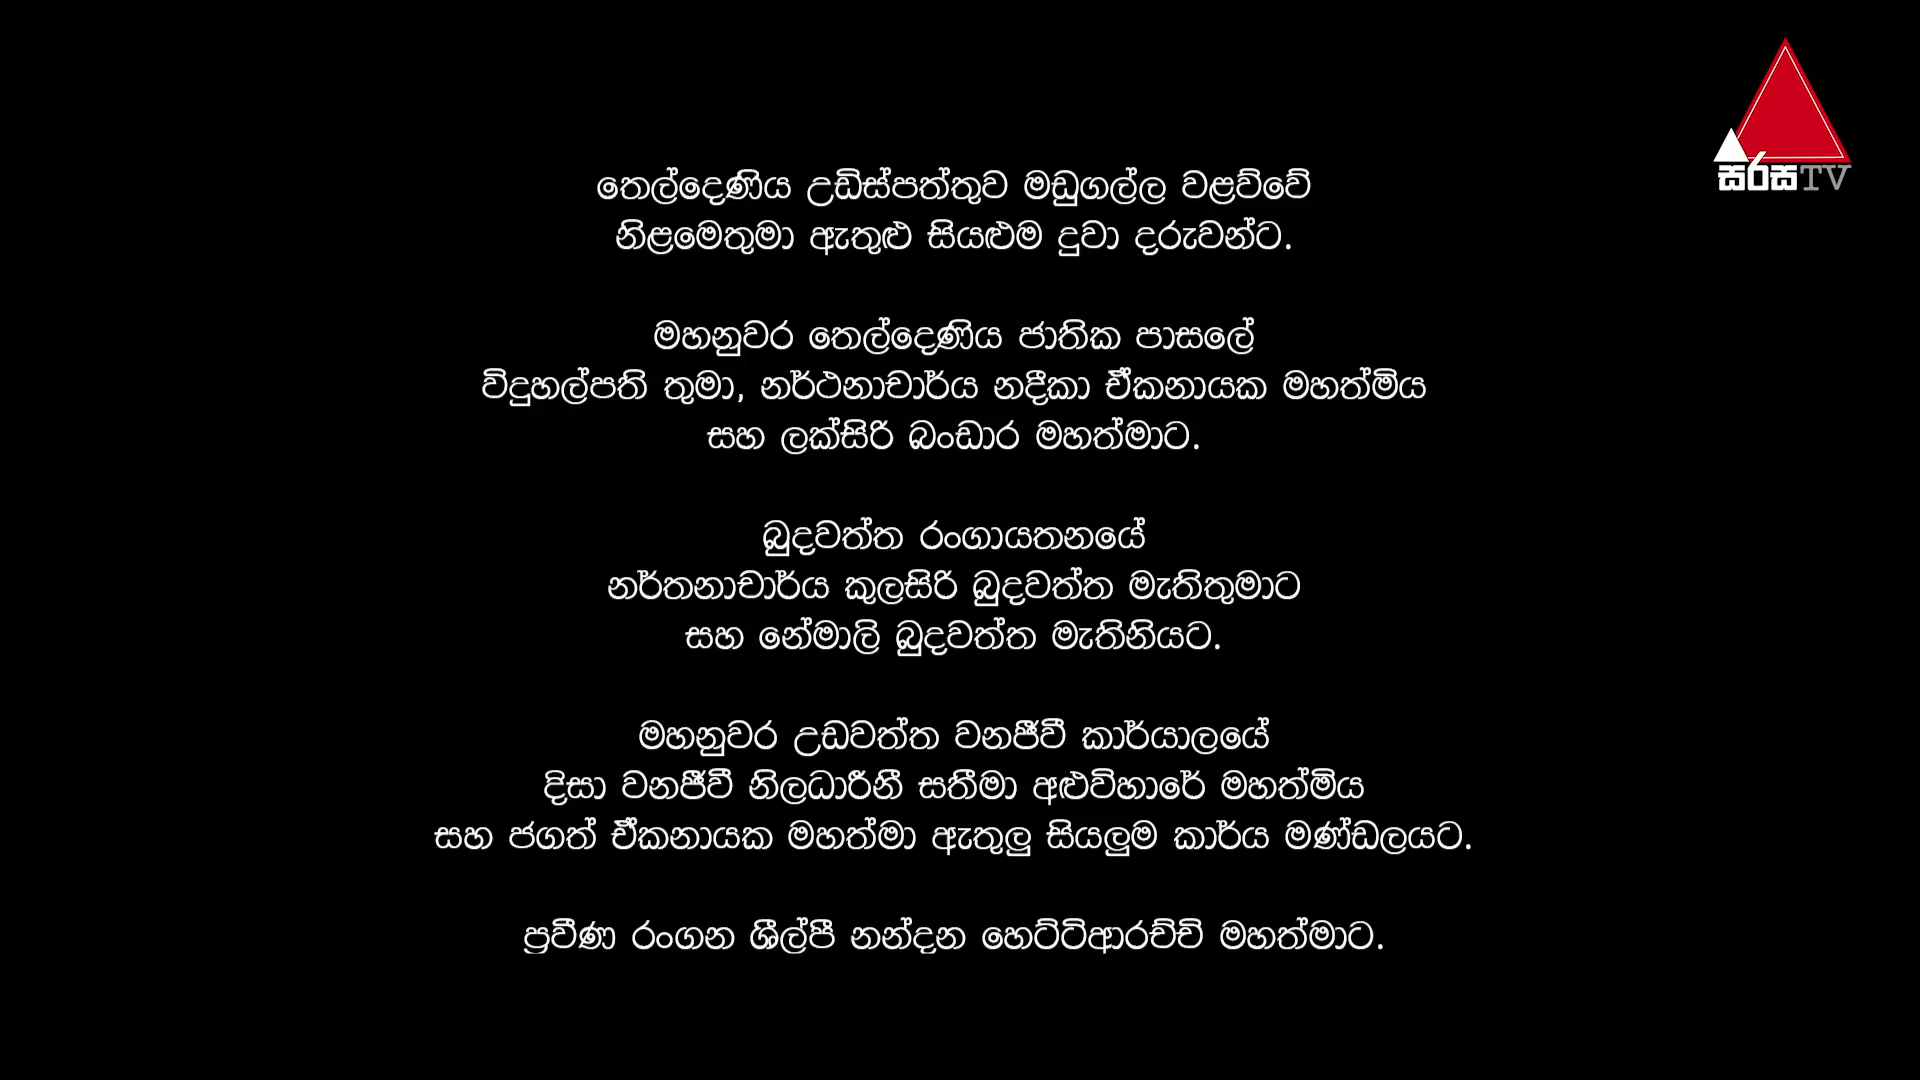 සිරස TV
තෙල්දෙණිය උඩිස්පත්තුව මඩුගල්ල වළව්වේ
නිළමෙතුමා ඇතුළු සියළුම දූවා දරුවන්ට.
මහනුවර තෙල්දෙණිය ජාතික පාසලේ
විදුහල්පති තුමා, නර්ථනාචාර්ය නදීකා ඒකනායක මහත්මිය
සහ ලක්සිරි බංඩාර මහත්මාට.
බුදවත්ත රංගායතනයේ
නර්තනාචාර්ය කුලසිරි බුදවත්ත මැතිතුමාට
සහ නේමාලි බුදවත්ත මැතිනියට.
මහනුවර උඩවත්ත වනජීවී කාර්යාලයේ
දිසා වනජීවී නිලධාරීනී සතීමා අළුවිහාරේ මහත්මිය
සහ ජගත් ඒකනායක මහත්මා ඇතුලු සියලුම කාර්ය මණ්ඩලයට.
ප්‍රවීණ රංගන ශීල්පී නන්දන හෙට්ටිආරච්චි මහත්මාට.